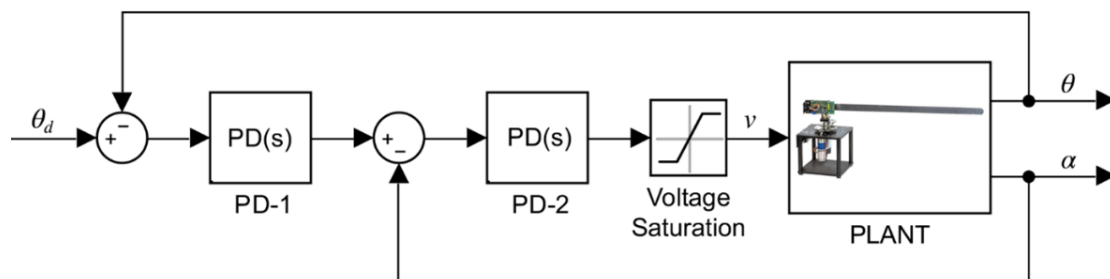 θ
θd
+
−
PD(s)
+
−
PD(s)
v
α
PD-1
PD-2
Voltage
Saturation
PLANT